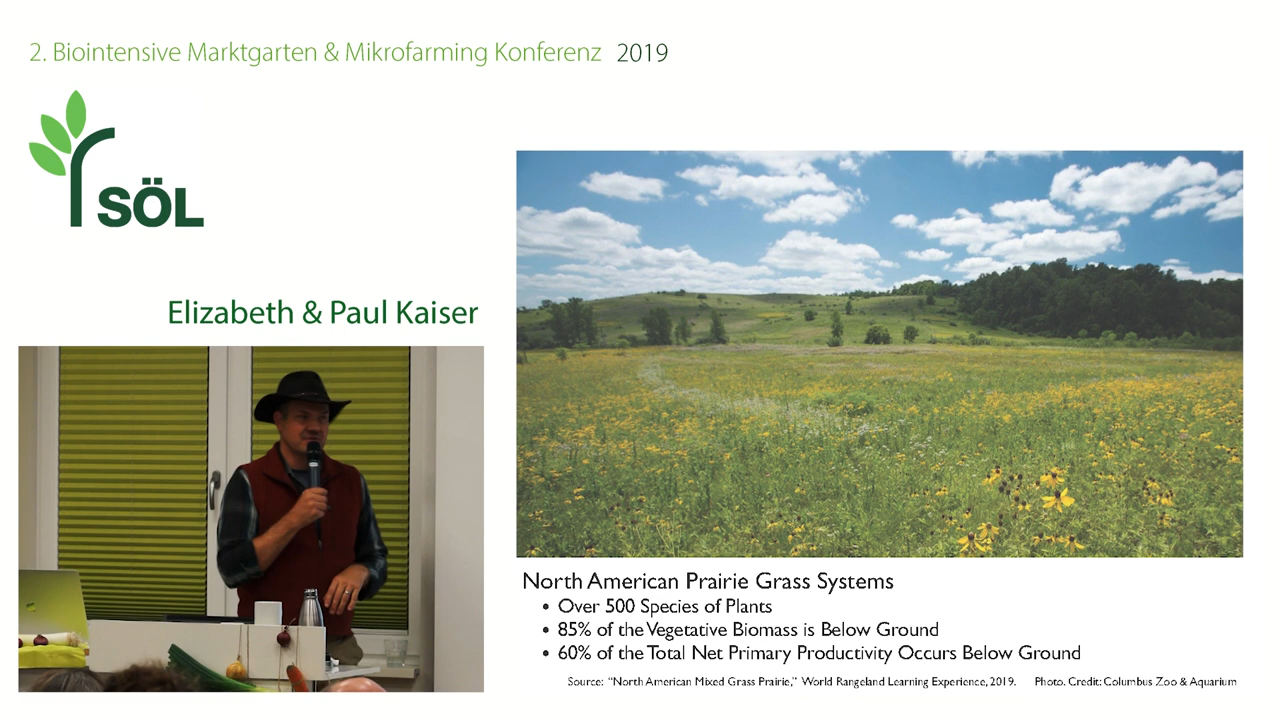 2. Biointensive Marktgarten & Mikrofarming Konferenz 2019
SÖL
Elizabeth & Paul Kaiser
North American Prairie Grass Systems
• Over 500 Species of Plants
• 85% of the Vegetative Biomass is Below Ground
• 60% of the Total Net Primary Productivity Occurs Below Ground
Source: "North American Mixed Grass Prairie," World Rangeland Learning Experience, 2019. Photo. Credit: Columbus Zoo & Aquarium